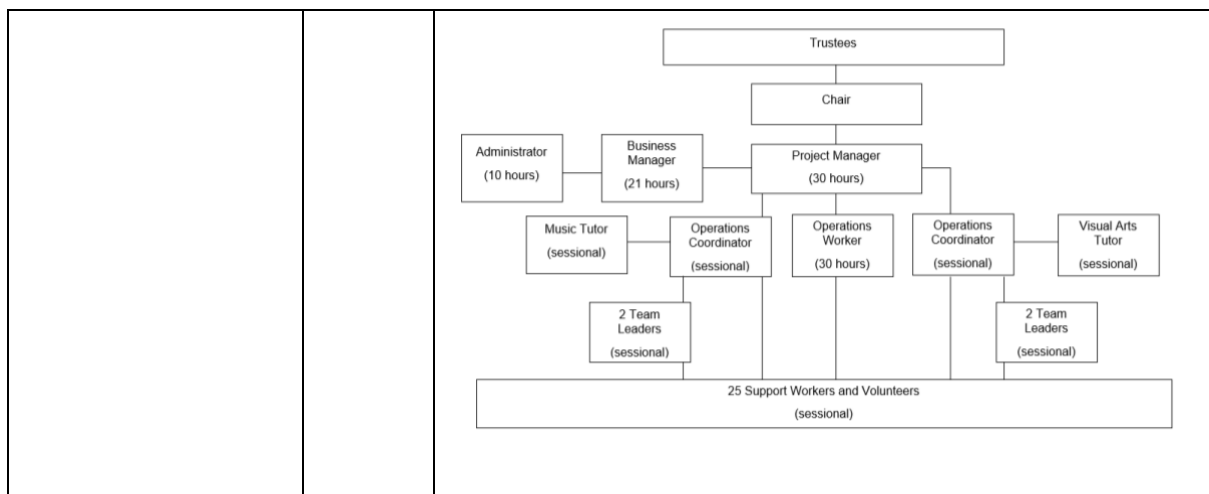 Trustees
Chair
Administrator
(10 hours)
Business
Manager
(21 hours)
Project Manager
(30 hours)
Music Tutor
(sessional)
Operations
Coordinator
(sessional)
Operations
Worker
(30 hours)
Operations
Coordinator
(sessional)
Visual Arts
Tutor
(sessional)
2 Team
Leaders
(sessional)
2 Team
Leaders
(sessional)
25 Support Workers and Volunteers
(sessional)